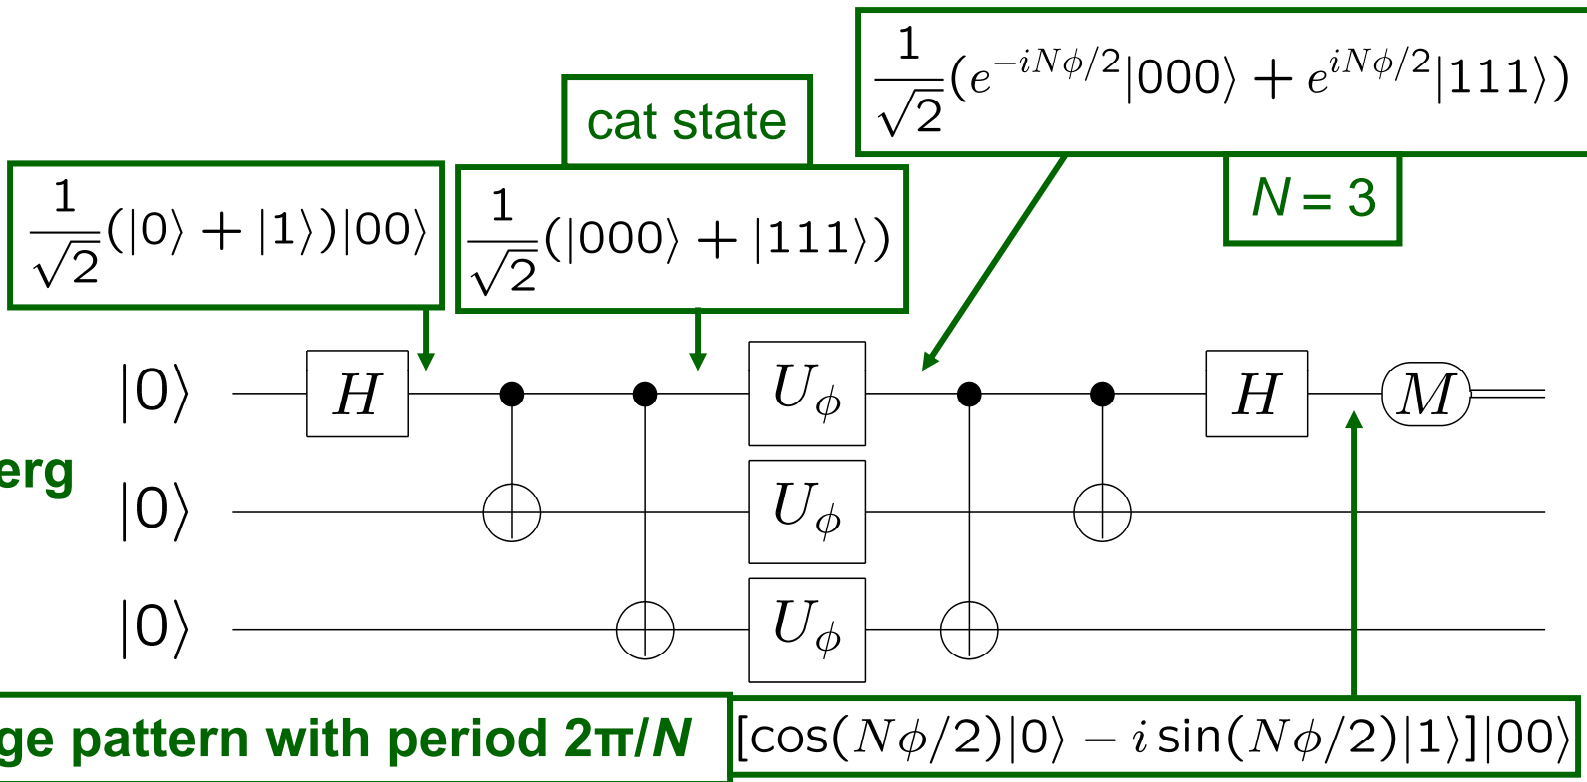 1/√2(e^{-iNϕ/2}|000⟩ + e^{iNϕ/2}|111⟩)
cat state
N = 3
1/√2(|0⟩ + |1⟩)|00⟩
1/√2(|000⟩ + |111⟩)
|0⟩ H U_ϕ H M
erg
|0⟩ U_ϕ
|0⟩ U_ϕ
ge pattern with period 2π/N
[cos(Nϕ/2)|0⟩ − i sin(Nϕ/2)|1⟩]|00⟩